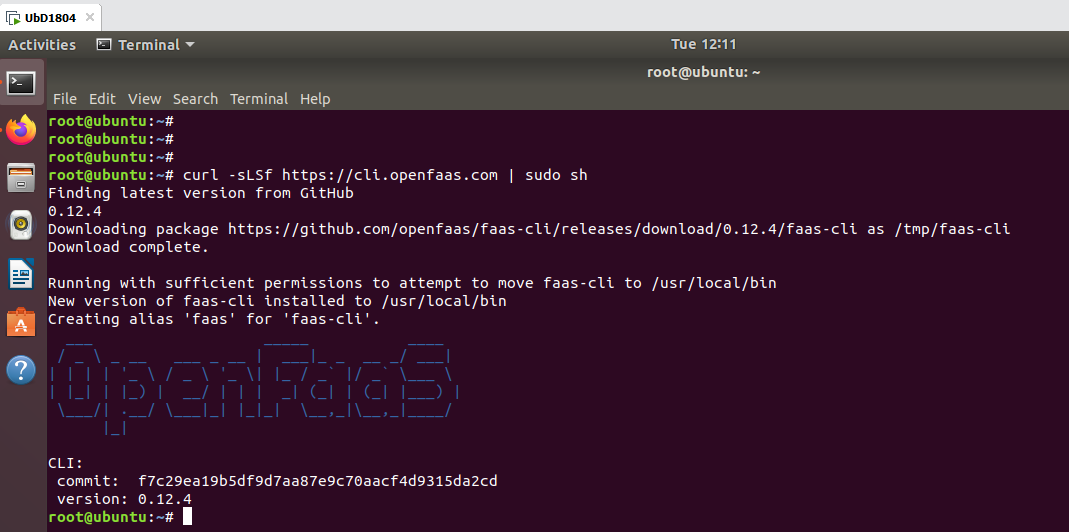 UbD1804
Activities Terminal Tue 12:11
root@ubuntu: ~
File Edit View Search Terminal Help
root@ubuntu:~#
root@ubuntu:~#
root@ubuntu:~#
root@ubuntu:~# curl -sLSf https://cli.openfaas.com | sudo sh
Finding latest version from GitHub
0.12.4
Downloading package https://github.com/openfaas/faas-cli/releases/download/0.12.4/faas-cli as /tmp/faas-cli
Download complete.
Running with sufficient permissions to attempt to move faas-cli to /usr/local/bin
New version of faas-cli installed to /usr/local/bin
Creating alias 'faas' for 'faas-cli'.
OpenFaaS
CLI:
commit: f7c29ea19b5df9d7aa87e9c70aacf4d9315da2cd
version: 0.12.4
root@ubuntu:~#